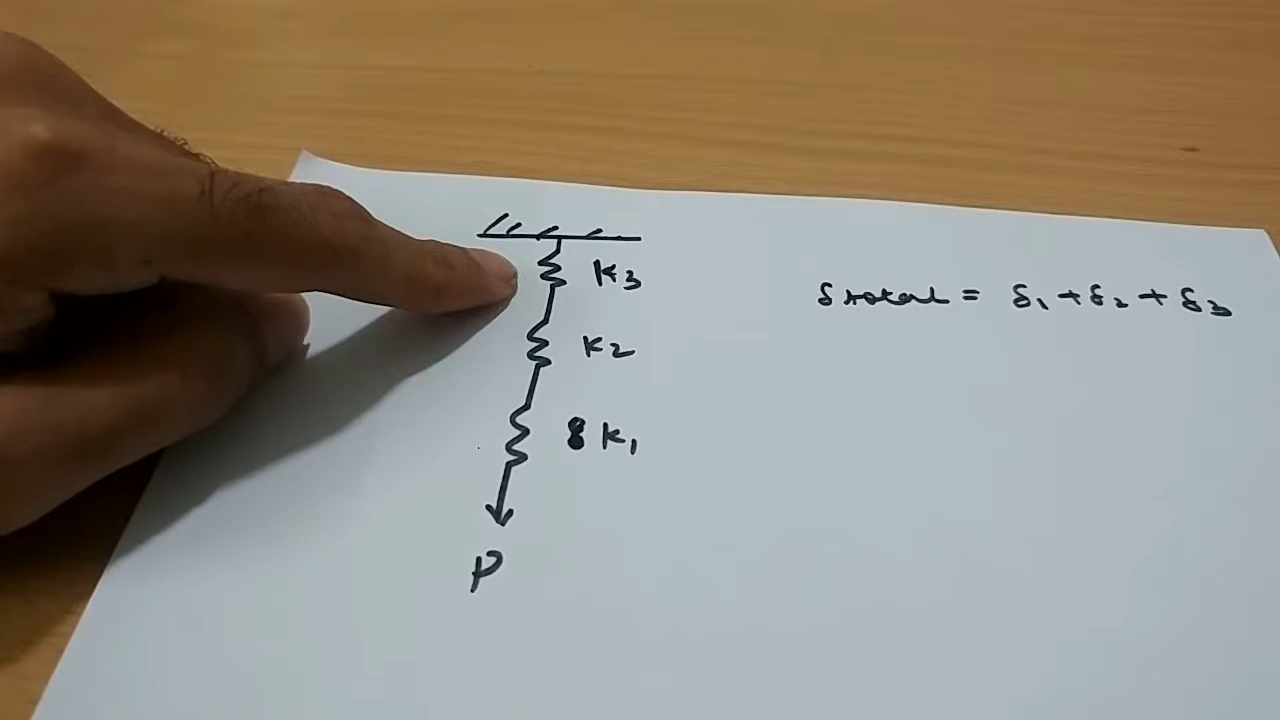 K3
δtotal = δ1 + δ2 + δ3
K2
K1
P